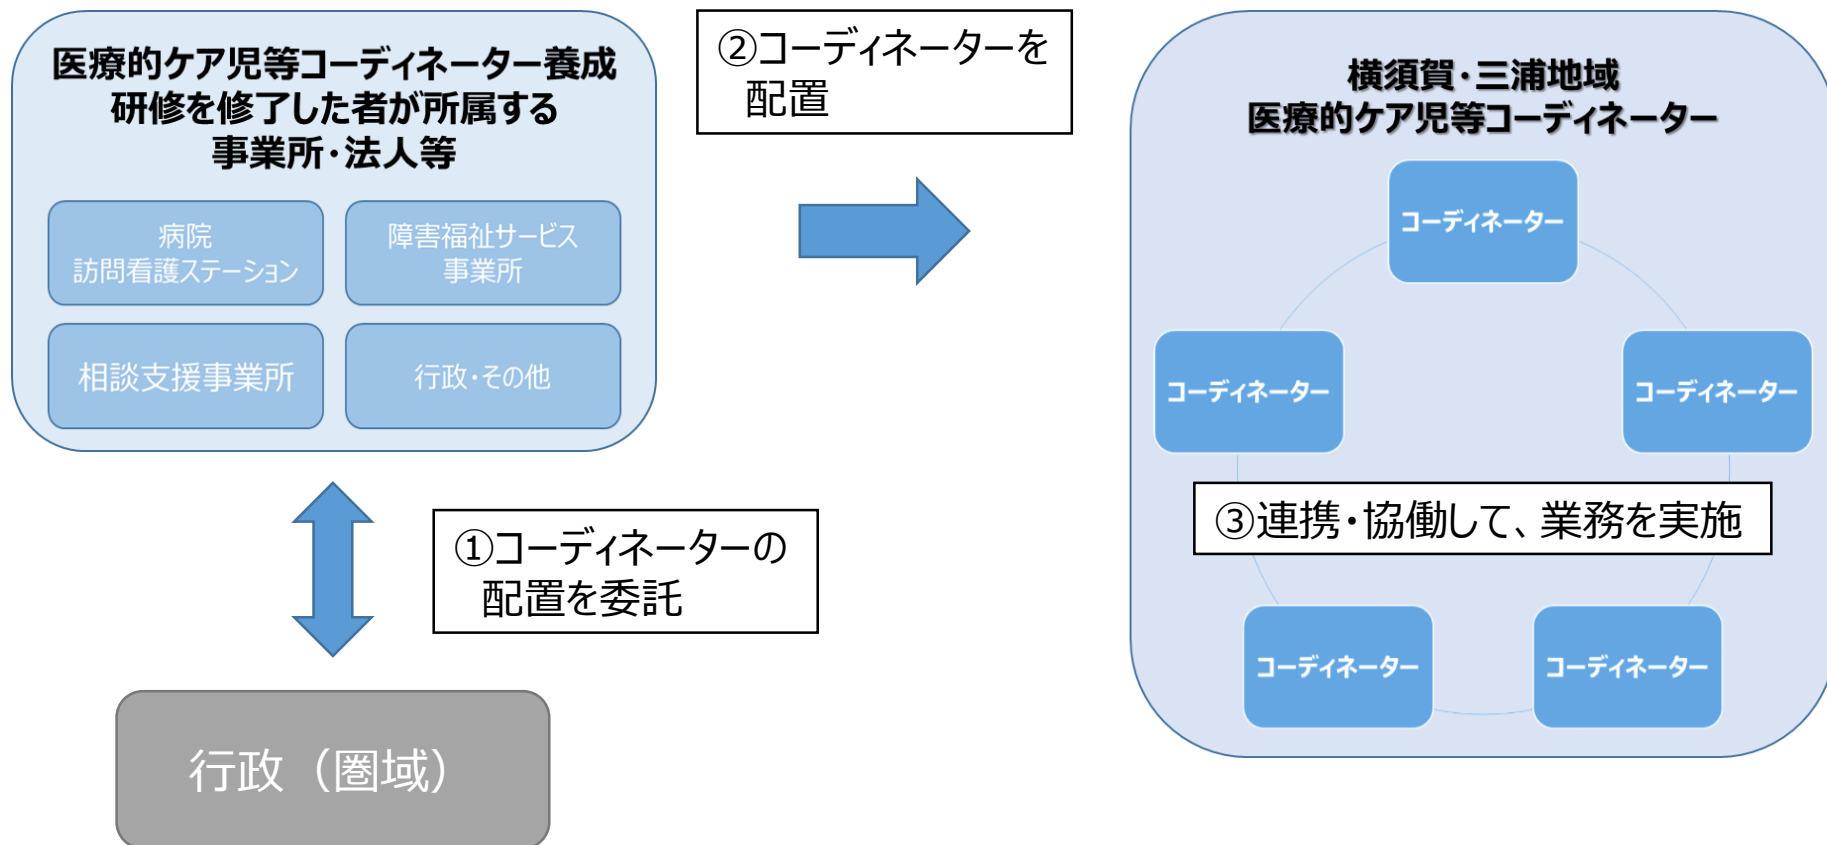 医療的ケア児等コーディネーター養成
研修を修了した者が所属する
事業所・法人等
病院
訪問看護ステーション
障害福祉サービス
事業所
相談支援事業所
行政・その他
①コーディネーターの
配置を委託
行政（圏域）
②コーディネーターを
配置
横須賀・三浦地域
医療的ケア児等コーディネーター
コーディネーター
コーディネーター
コーディネーター
③連携・協働して、業務を実施
コーディネーター
コーディネーター